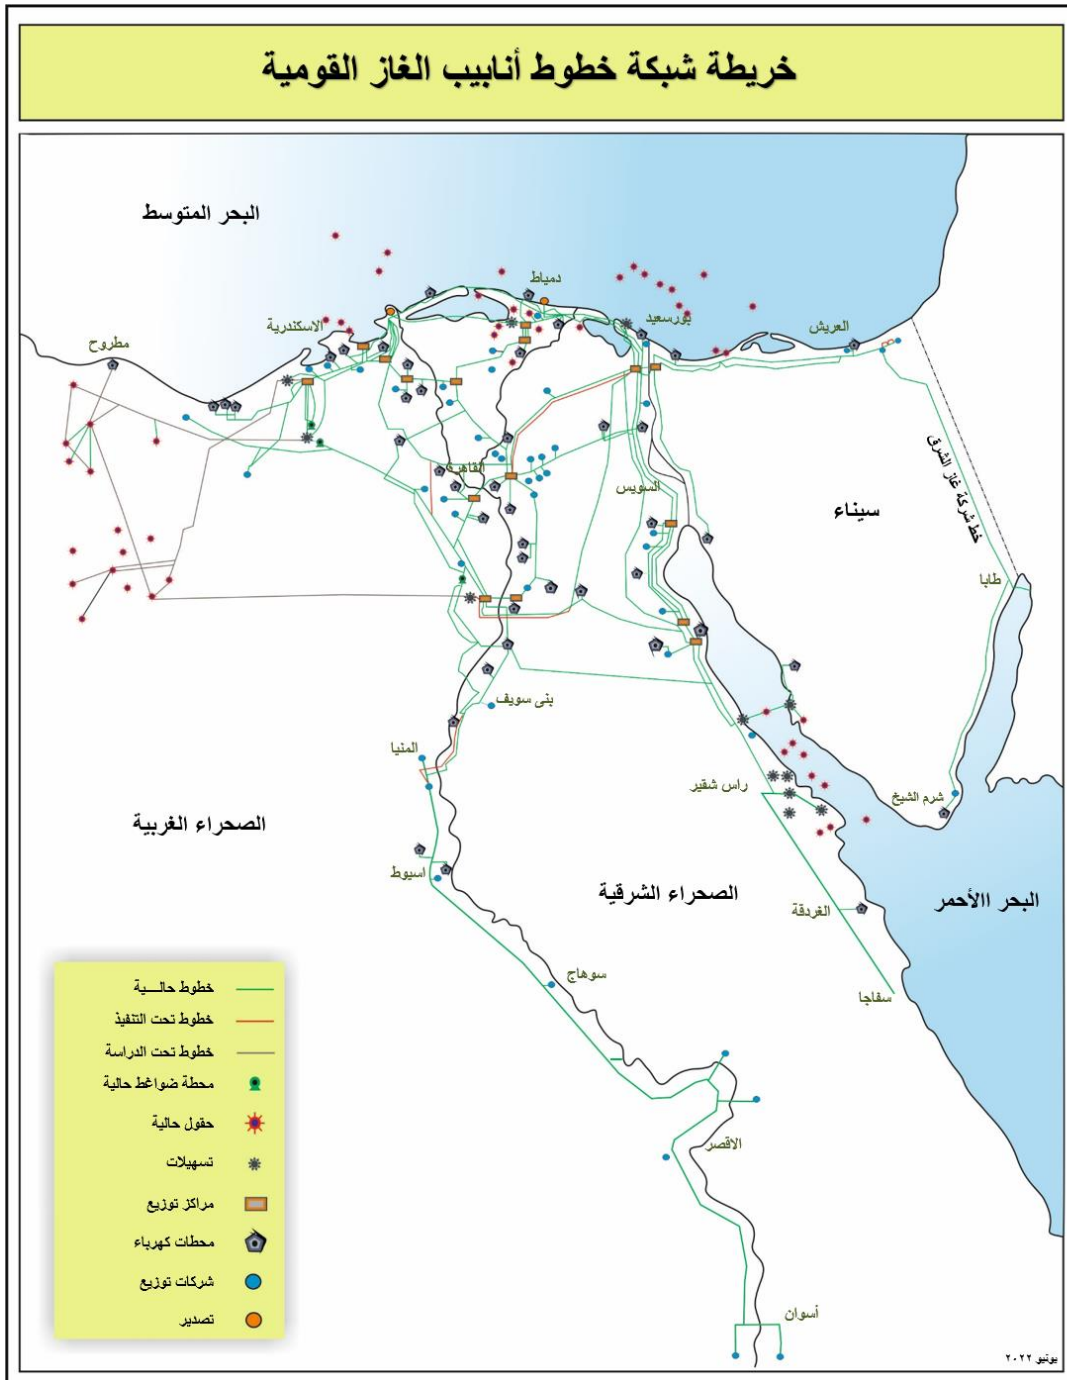 خريطة شبكة خطوط أنابيب الغاز القومية
البحر المتوسط
دمياط
بورسعيد
العريش
الاسكندرية
مطروح
القاهرة
السويس
سيناء
خط شركة غاز الشرق
طابا
بنى سويف
المنيا
راس شقير
شرم الشيخ
الصحراء الغربية
اسيوط
الصحراء الشرقية
الغردقة
البحر االأحمر
سوهاج
سفاجا
الاقصر
أسوان
خطوط حالـــية
خطوط تحت التنفيذ
خطوط تحت الدراسة
محطة ضواغط حالية
حقول حالية
تسهيلات
مراكز توزيع
محطات كهرباء
شركات توزيع
تصدير
يونيو ٢٠٢٢